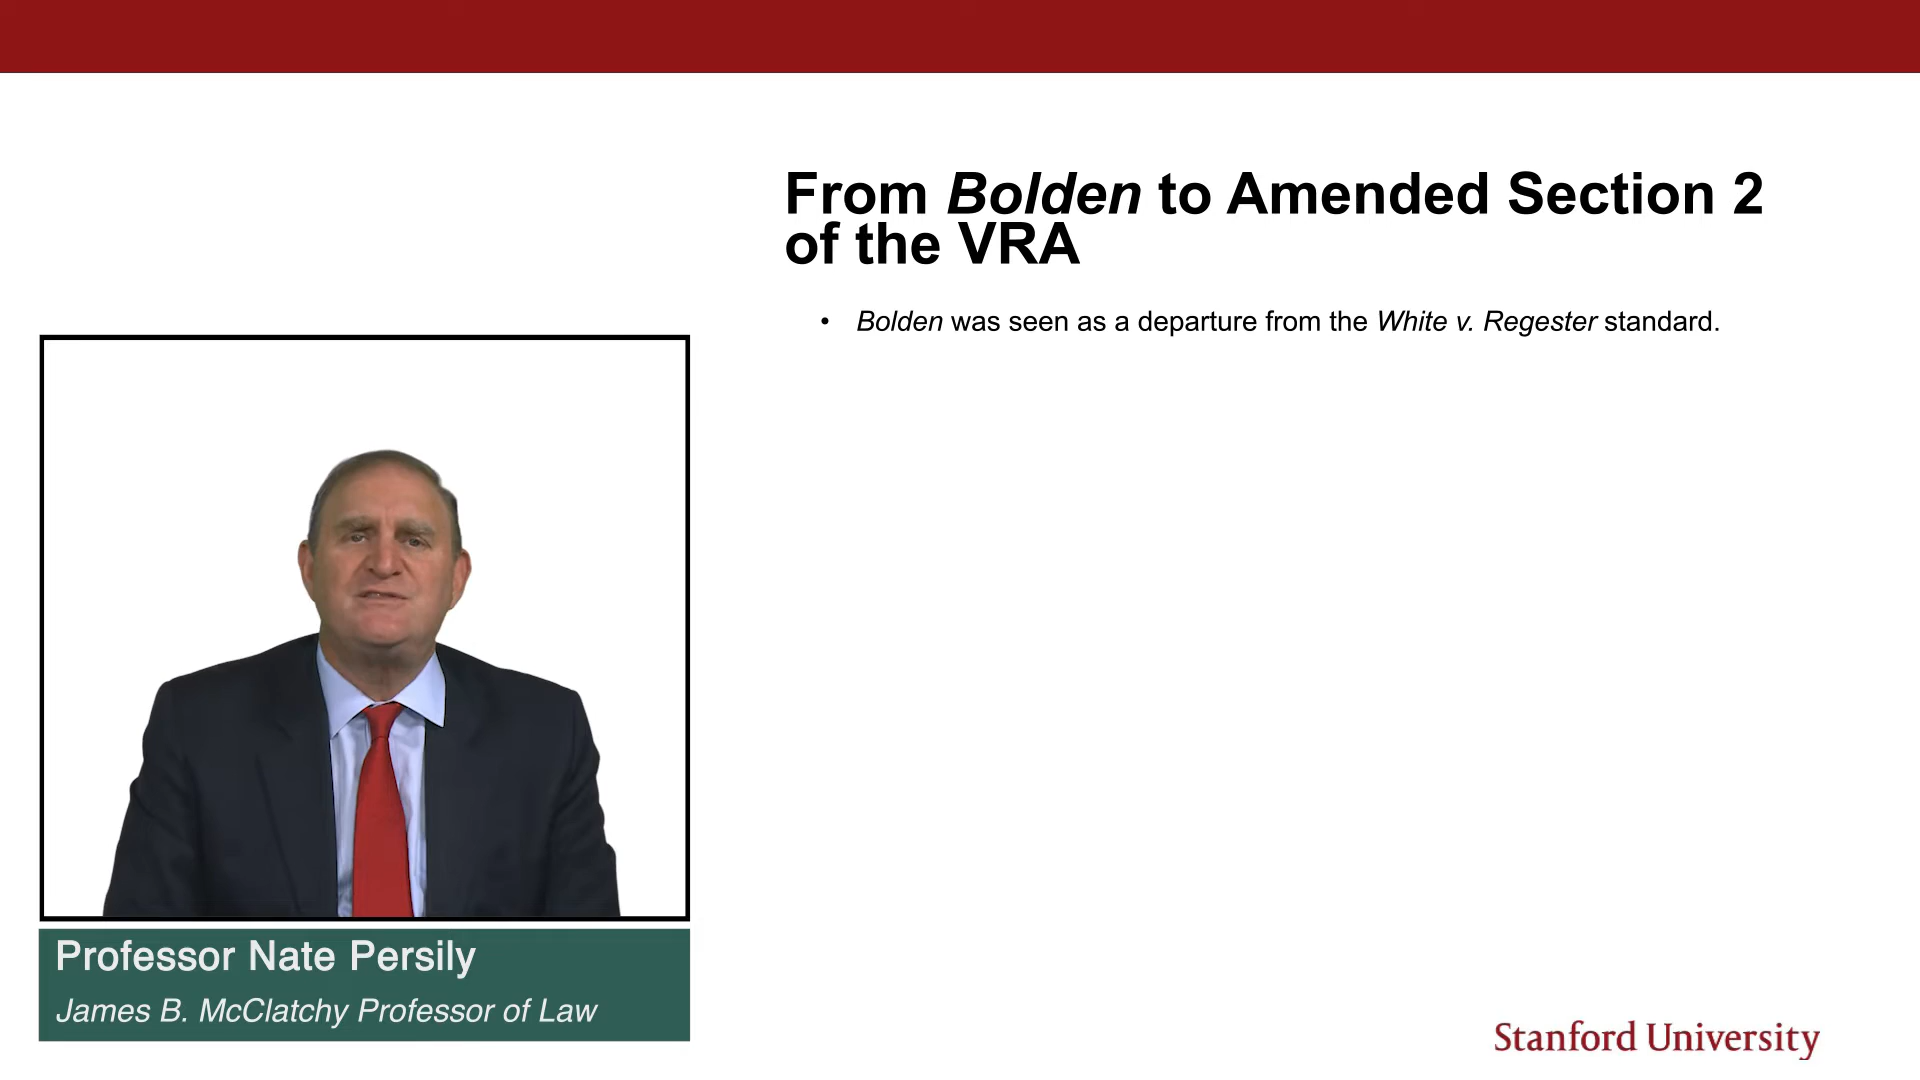 From Bolden to Amended Section 2
of the VRA
• Bolden was seen as a departure from the White v. Regester standard.
Professor Nate Persily
James B. McClatchy Professor of Law
Stanford University